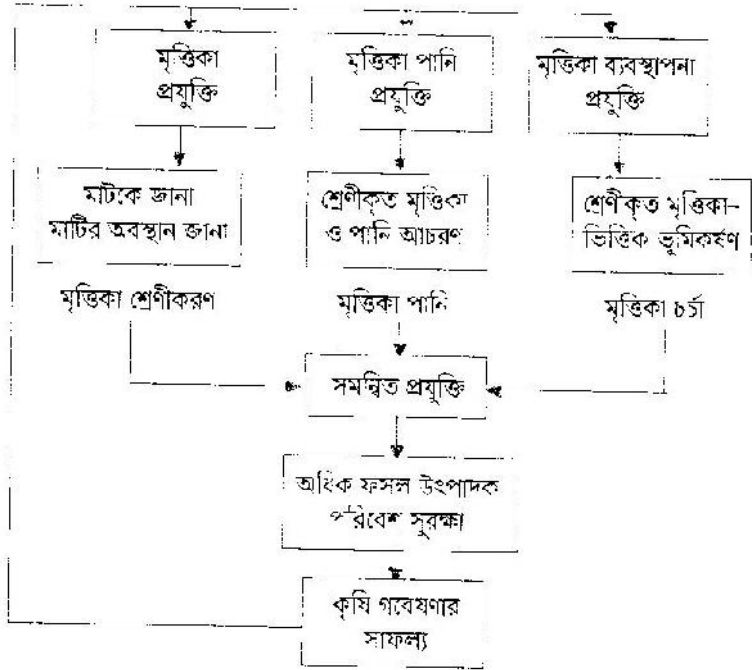 মৃত্তিকা
প্রযুক্তি
মৃত্তিকা পানি
প্রযুক্তি
মৃত্তিকা ব্যবস্থাপনা
প্রযুক্তি
মাটিকে জানা
মাটির অবস্থান জানা
শ্রেণীকৃত মৃত্তিকা
ও পানি আচরণ
শ্রেণীকৃত মৃত্তিকা-
ভিত্তিক ভূমিকর্ষণ
মৃত্তিকা শ্রেণীকরণ
মৃত্তিকা পানি
মৃত্তিকা চর্চা
সমন্বিত প্রযুক্তি
অধিক ফসল উৎপাদক
পরিবেশ সুরক্ষা
কৃষি গবেষণার
সাফল্য